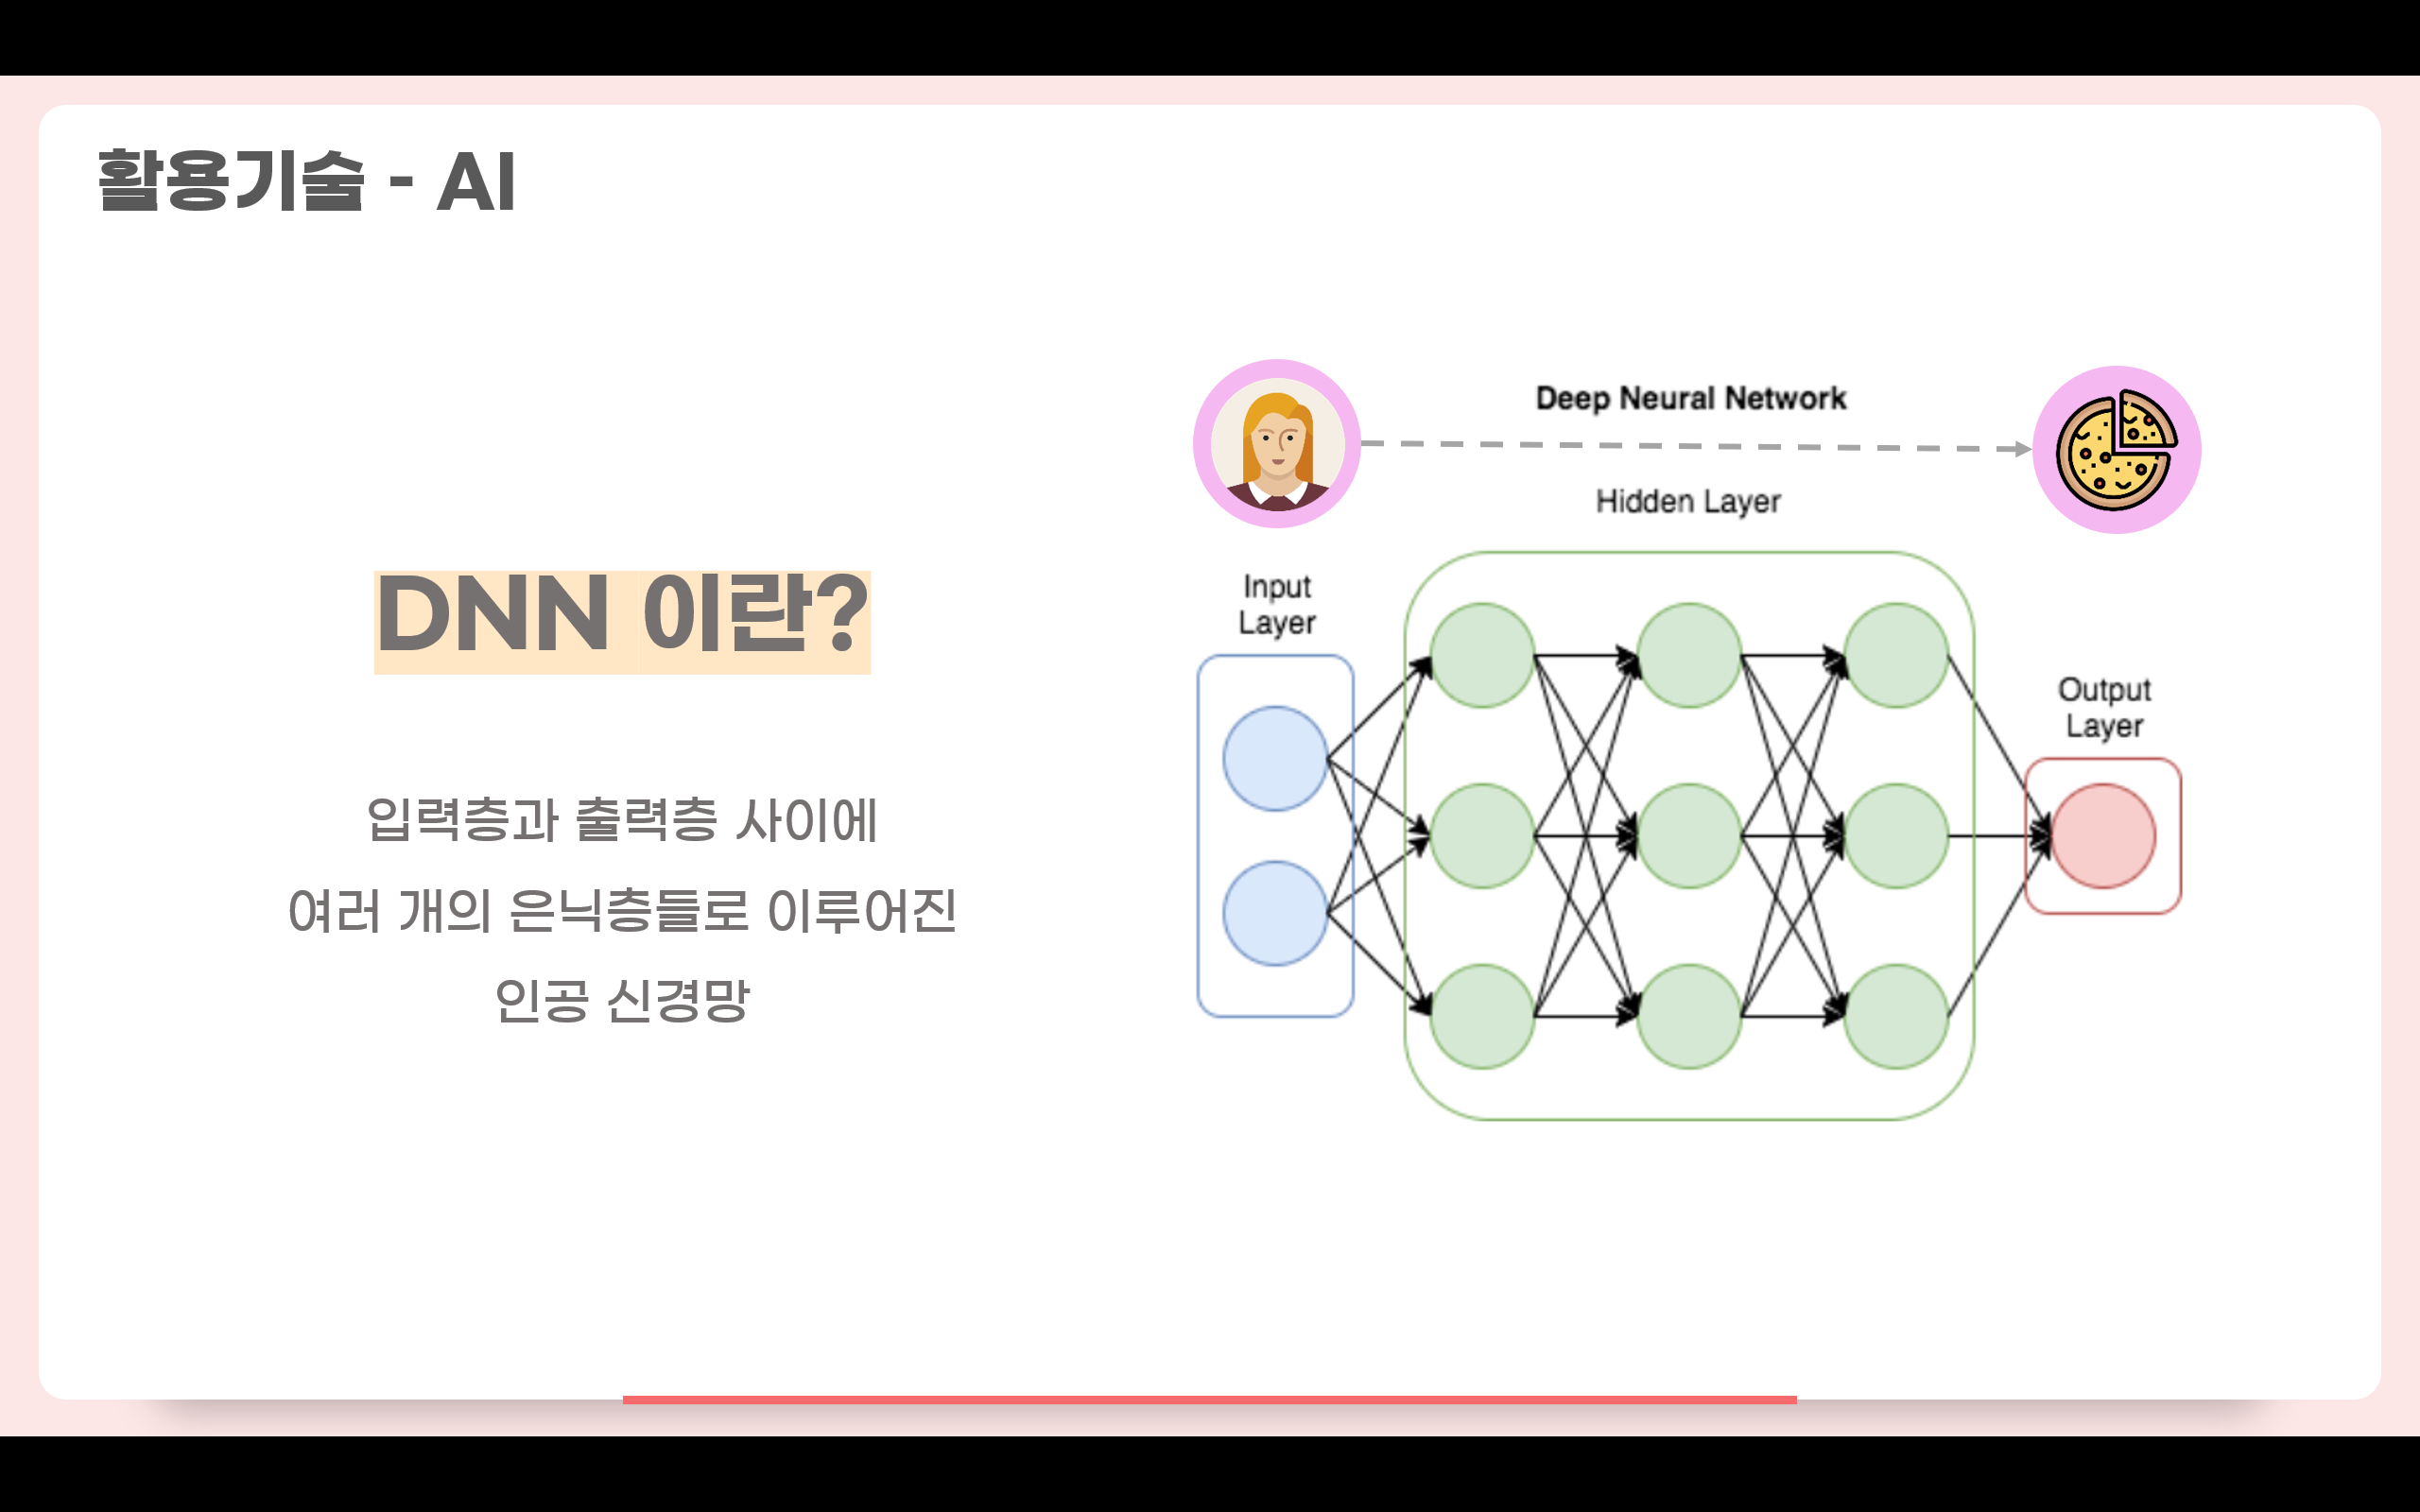 활용기술 - AI
DNN 이란?
입력층과 출력층 사이에
여러 개의 은닉층들로 이루어진
인공 신경망
Deep Neural Network
Hidden Layer
Input
Layer
Output
Layer